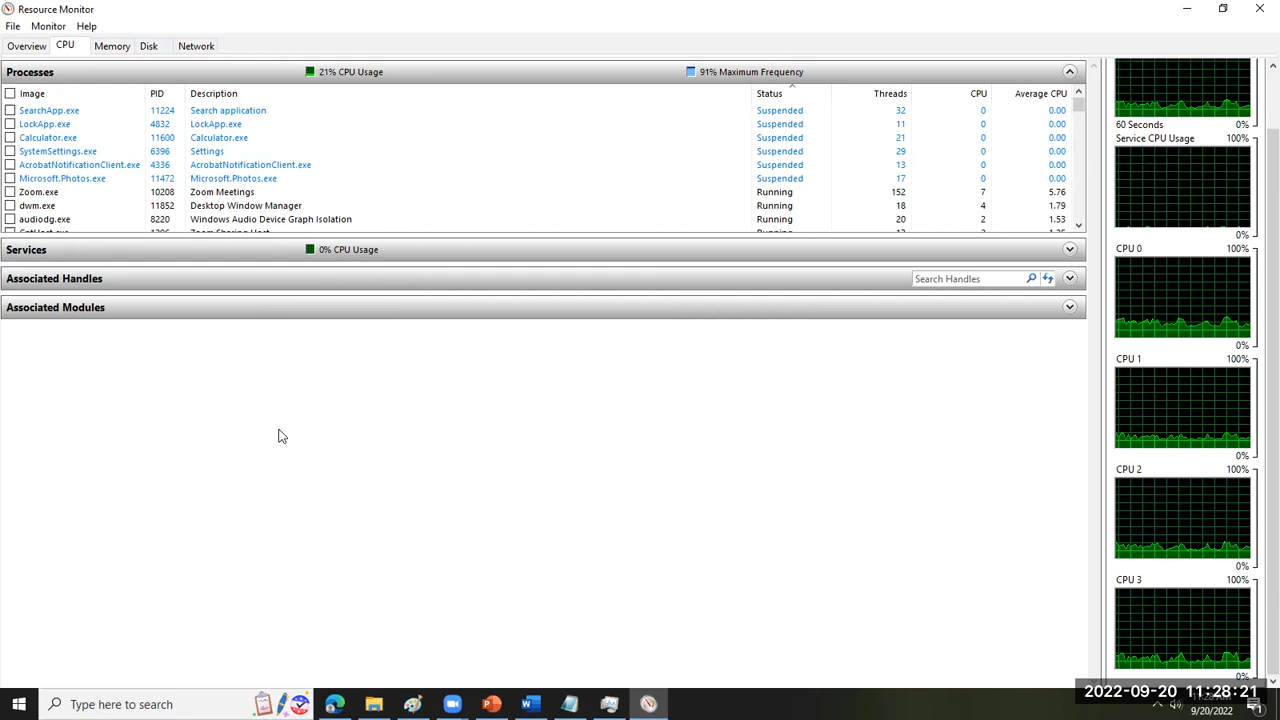 Resource Monitor
File Monitor Help
Overview CPU Memory Disk Network
Processes 21% CPU Usage 91% Maximum Frequency
Image PID Description Status Threads CPU Average CPU
SearchApp.exe 11224 Search application Suspended 32 0 0.00
LockApp.exe 4832 LockApp.exe Suspended 11 0 0.00
Calculator.exe 11600 Calculator.exe Suspended 21 0 0.00
SystemSettings.exe 6396 Settings Suspended 29 0 0.00
AcrobatNotificationClient.exe 4336 AcrobatNotificationClient.exe Suspended 13 0 0.00
Microsoft.Photos.exe 11472 Microsoft.Photos.exe Suspended 17 0 0.00
Zoom.exe 10208 Zoom Meetings Running 152 7 5.76
dwm.exe 11852 Desktop Window Manager Running 18 4 1.79
audiodg.exe 8220 Windows Audio Device Graph Isolation Running 20 2 1.53
Services 0% CPU Usage
Associated Handles Search Handles
Associated Modules
60 Seconds 0%
Service CPU Usage 100%
0%
CPU 0 100%
0%
CPU 1 100%
0%
CPU 2 100%
0%
CPU 3 100%
0%
Type here to search
2022-09-20 11:28:21
9/20/2022